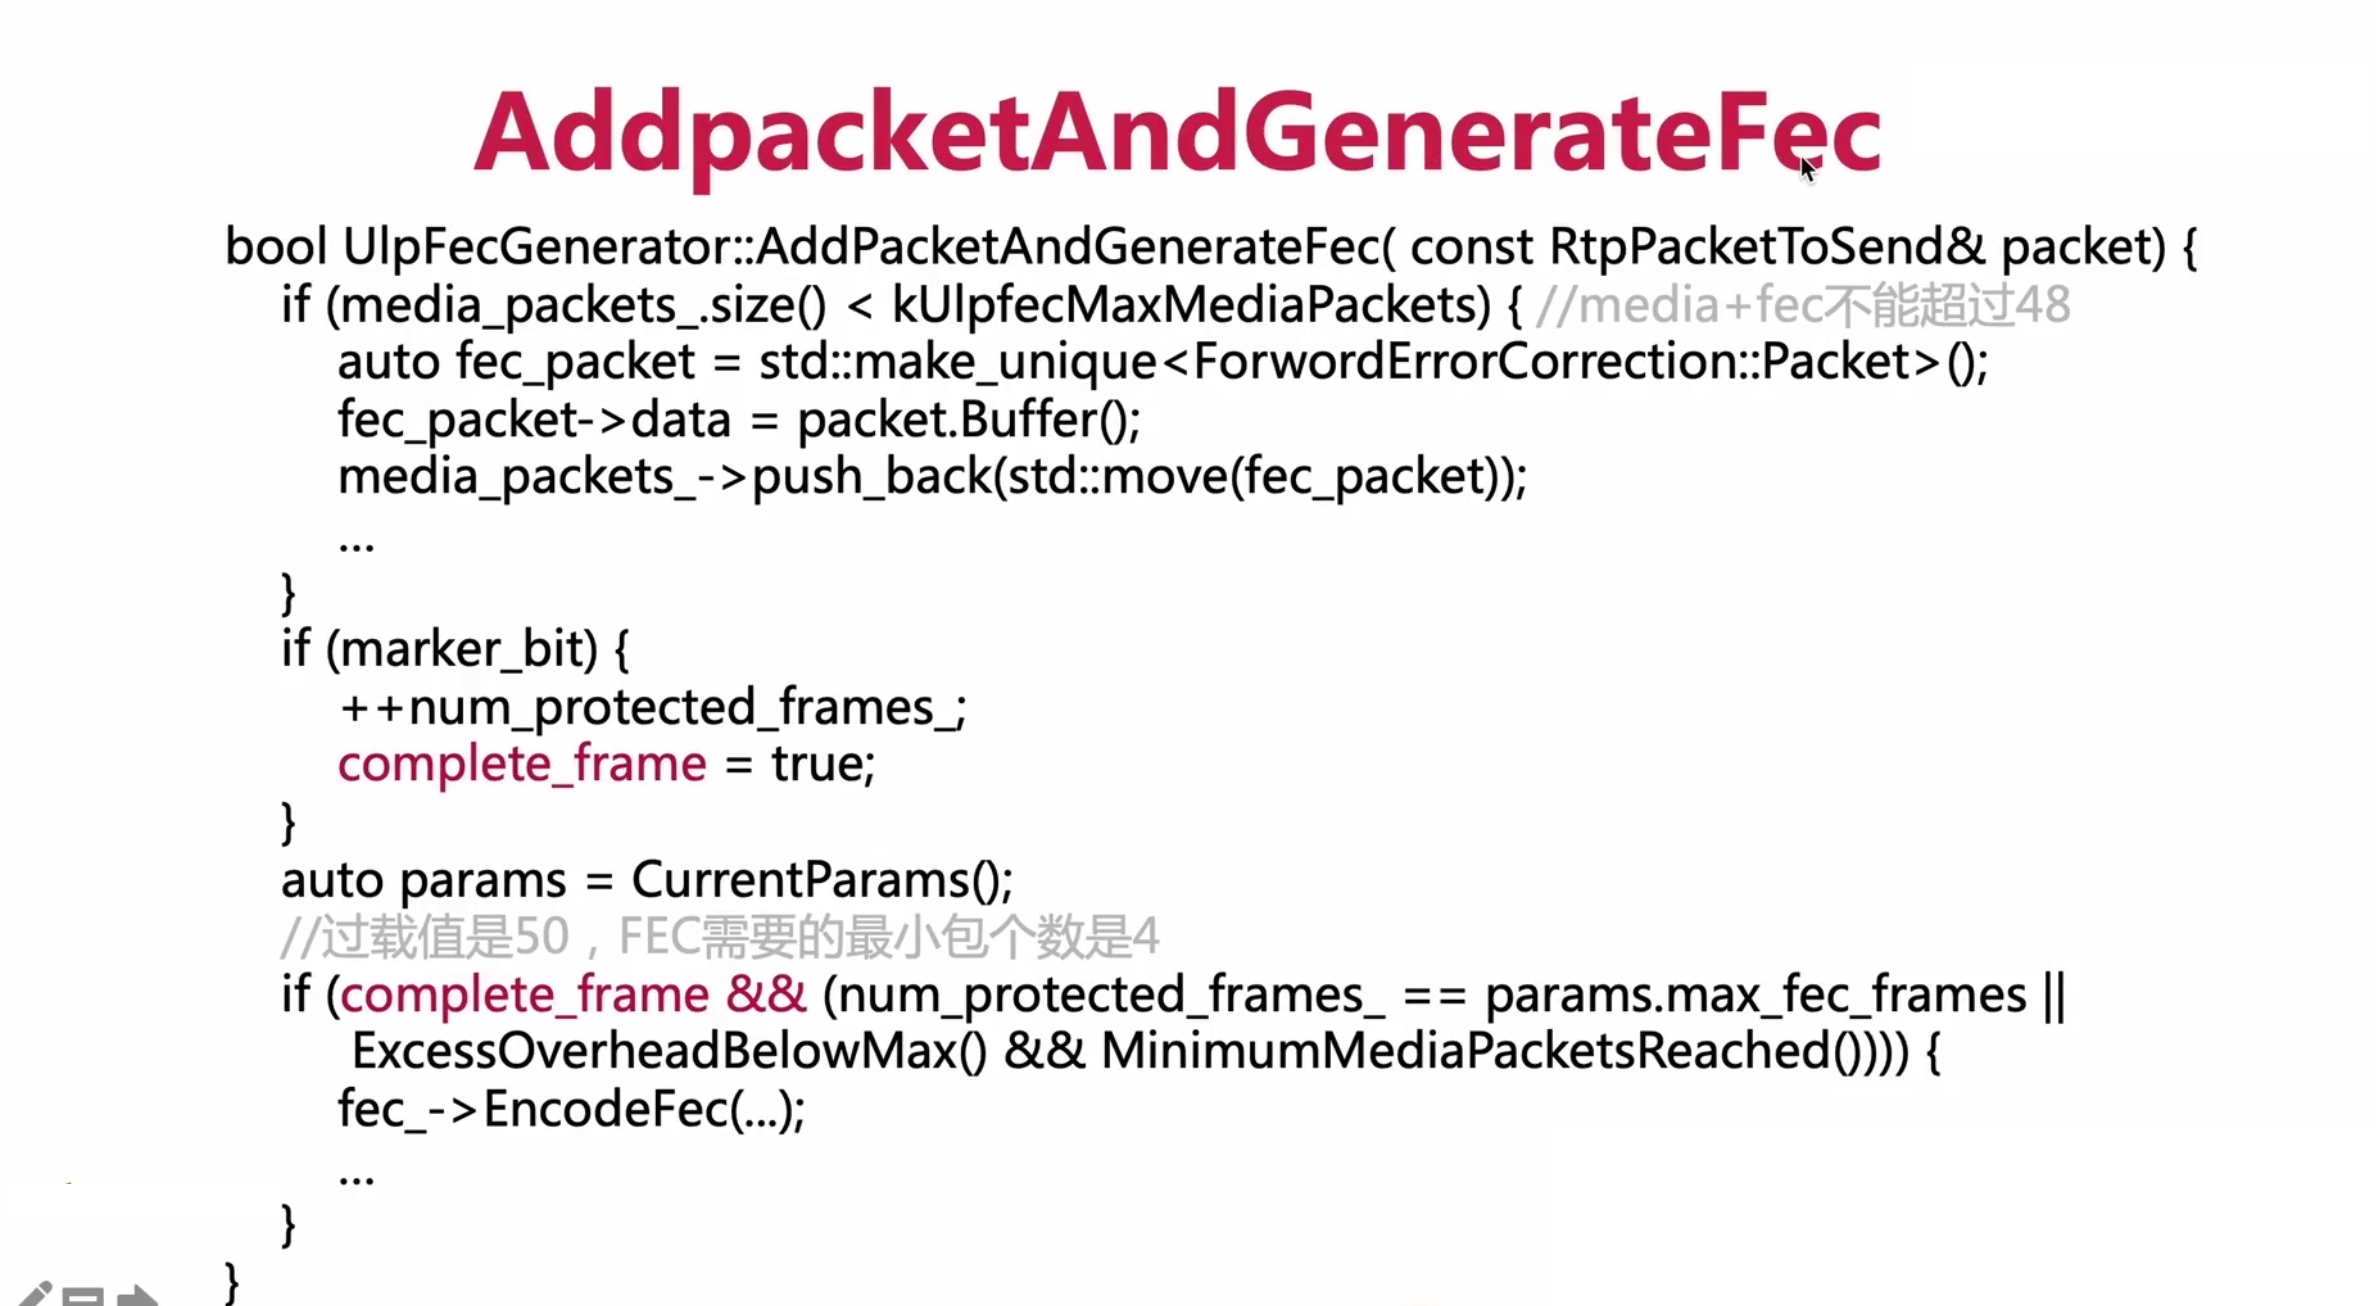 AddpacketAndGenerateFec
bool UlpFecGenerator::AddPacketAndGenerateFec( const RtpPacketToSend& packet) {
if (media_packets_.size() < kUlpfecMaxMediaPackets) { //media+fec不能超过48
auto fec_packet = std::make_unique<ForwordErrorCorrection::Packet>();
fec_packet->data = packet.Buffer();
media_packets_->push_back(std::move(fec_packet));
...
}
if (marker_bit) {
++num_protected_frames_;
complete_frame = true;
}
auto params = CurrentParams();
//过载值是50，FEC需要的最小包个数是4
if (complete_frame && (num_protected_frames_ == params.max_fec_frames ||
ExcessOverheadBelowMax() && MinimumMediaPacketsReached()))) {
fec_->EncodeFec(...);
...
}
}